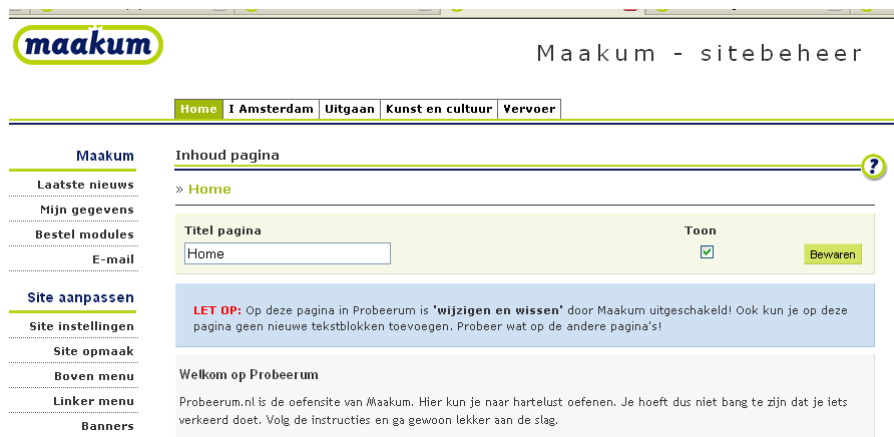 maakum
Maakum - sitebeheer
Home I Amsterdam Uitgaan Kunst en cultuur Vervoer
Maakum
Laatste nieuws
Mijn gegevens
Bestel modules
E-mail
Site aanpassen
Site instellingen
Site opmaak
Boven menu
Linker menu
Banners
Inhoud pagina
?
» Home
Titel pagina Toon
Home Bewaren
LET OP: Op deze pagina in Probeerum is 'wijzigen en wissen' door Maakum uitgeschakeld! Ook kun je op deze
pagina geen nieuwe tekstblokken toevoegen. Probeer wat op de andere pagina's!
Welkom op Probeerum
Probeerum.nl is de oefensite van Maakum. Hier kun je naar hartelust oefenen. Je hoeft dus niet bang te zijn dat je iets
verkeerd doet. Volg de instructies en ga gewoon lekker aan de slag.